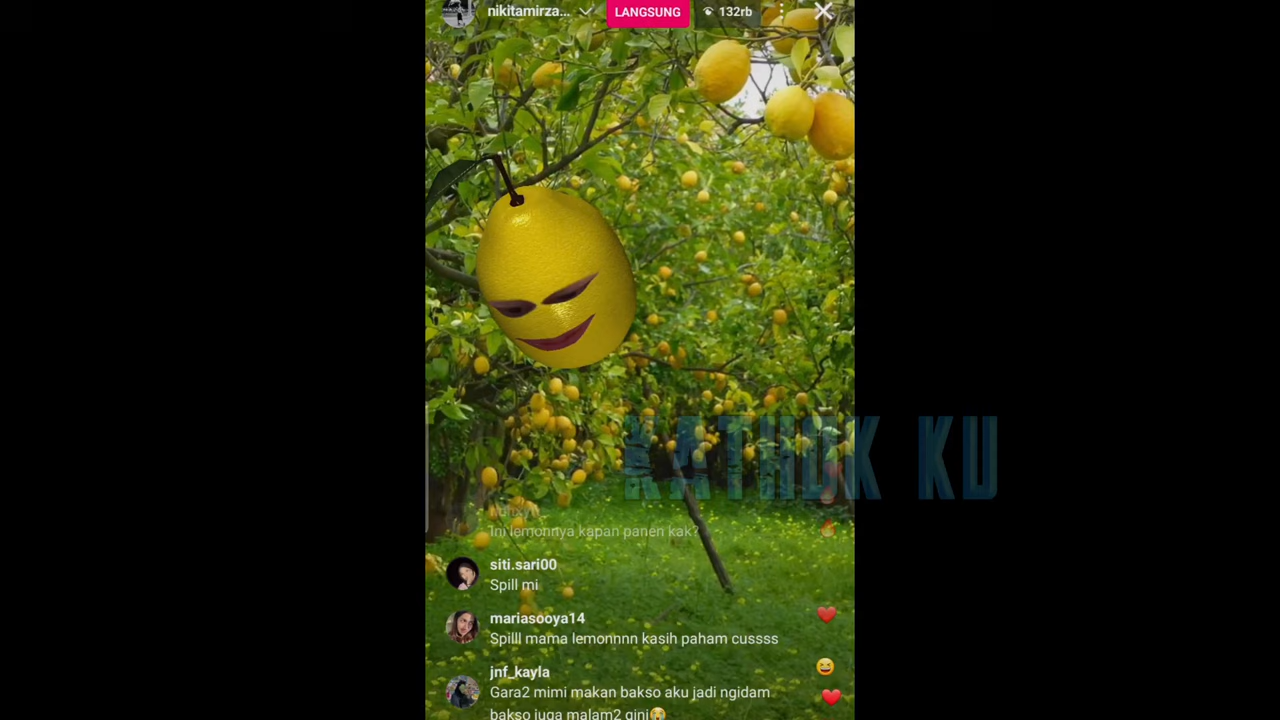 nikitamirza...
LANGSUNG
132rb
KATHOK KU
Ini lemonnya kapan panen kak?
siti.sari00
Spill mi
mariasooya14
Spilll mama lemonnnn kasih paham cussss
jnf_kayla
Gara2 mimi makan bakso aku jadi ngidam
bakso juga malam2 gini😭